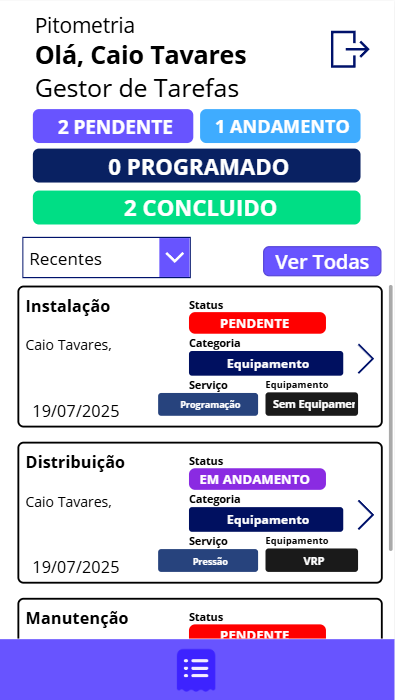 Pitometria
Olá, Caio Tavares
Gestor de Tarefas
2 PENDENTE
1 ANDAMENTO
0 PROGRAMADO
2 CONCLUIDO
Recentes
Ver Todas
Instalação
Status
PENDENTE
Caio Tavares,
Categoria
Equipamento
Serviço
Equipamento
Programação
Sem Equipamen
19/07/2025
Distribuição
Status
EM ANDAMENTO
Caio Tavares,
Categoria
Equipamento
Serviço
Equipamento
Pressão
VRP
19/07/2025
Manutenção
Status
PENDENTE